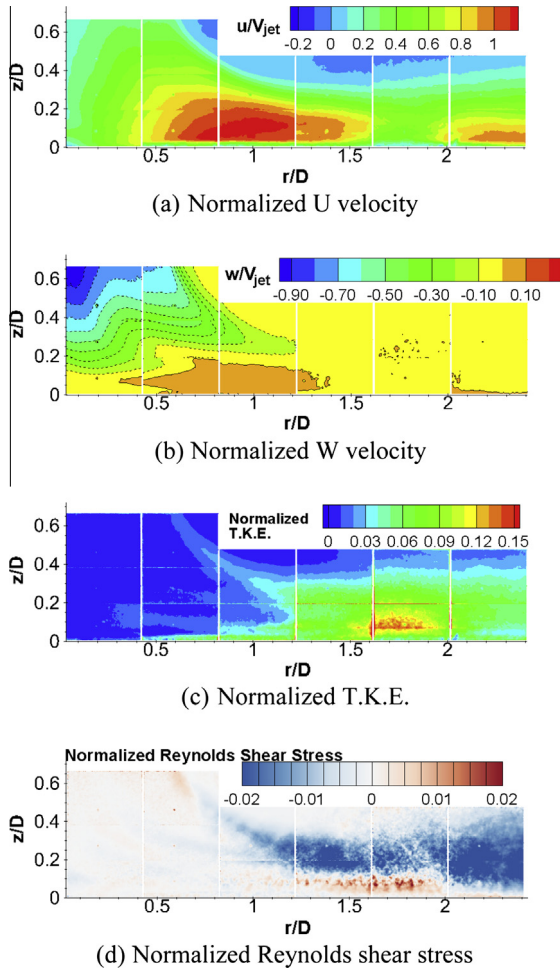 u/Vjet
-0.2 0 0.2 0.4 0.6 0.8 1
z/D
0.6
0.4
0.2
0
0.5 1 1.5 2
r/D
(a) Normalized U velocity
w/Vjet
-0.90 -0.70 -0.50 -0.30 -0.10 0.10
z/D
0.6
0.4
0.2
0
0.5 1 1.5 2
r/D
(b) Normalized W velocity
Normalized
T.K.E.
0 0.03 0.06 0.09 0.12 0.15
z/D
0.6
0.4
0.2
0
0.5 1 1.5 2
r/D
(c) Normalized T.K.E.
Normalized Reynolds Shear Stress
-0.02 -0.01 0 0.01 0.02
z/D
0.6
0.4
0.2
0
0.5 1 1.5 2
r/D
(d) Normalized Reynolds shear stress